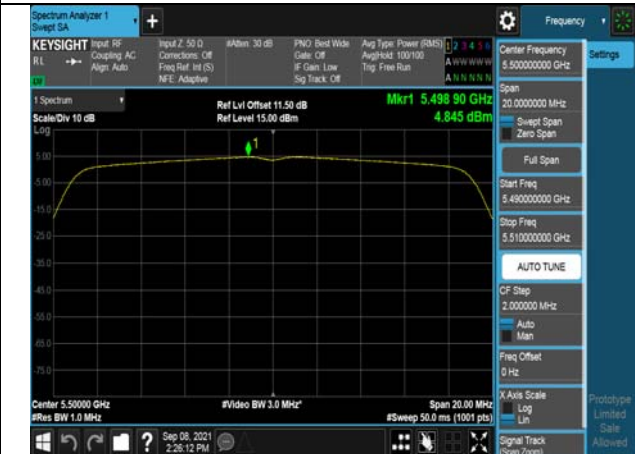 Spectrum Analyzer 1
Swept SA
+
Frequency
KEYSIGHT
RL
Input: RF
Coupling: AC
Align: Auto
Input Z: 50 Ω
Corrections: Off
Freq Ref: Int (S)
NFE: Adaptive
#Atten: 30 dB
PNO: Best Wide
Gate: Off
IF Gain: Low
Sig Track: Off
Avg Type: Power (RMS)
Avg|Hold: 100/100
Trig: Free Run
1 2 3 4 5 6
A W W W W W
A N N N N N
1 Spectrum
Scale/Div 10 dB
Log
Ref Lvl Offset 11.50 dB
Ref Level 15.00 dBm
Mkr1 5.498 90 GHz
4.845 dBm
1
5.00
-5.00
-15.0
-25.0
-35.0
-45.0
-55.0
-65.0
-75.0
Center 5.50000 GHz
#Res BW 1.0 MHz
#Video BW 3.0 MHz*
Span 20.00 MHz
#Sweep 50.0 ms (1001 pts)
Center Frequency
5.500000000 GHz
Settings
Span
20.0000000 MHz
Swept Span
Zero Span
Full Span
Start Freq
5.490000000 GHz
Stop Freq
5.510000000 GHz
AUTO TUNE
CF Step
2.000000 MHz
Auto
Man
Freq Offset
0 Hz
X Axis Scale
Log
Lin
Signal Track
(Span Zoom)
Prototype
Limited
Sale
Allowed
?
Sep 08, 2021
2:26:12 PM